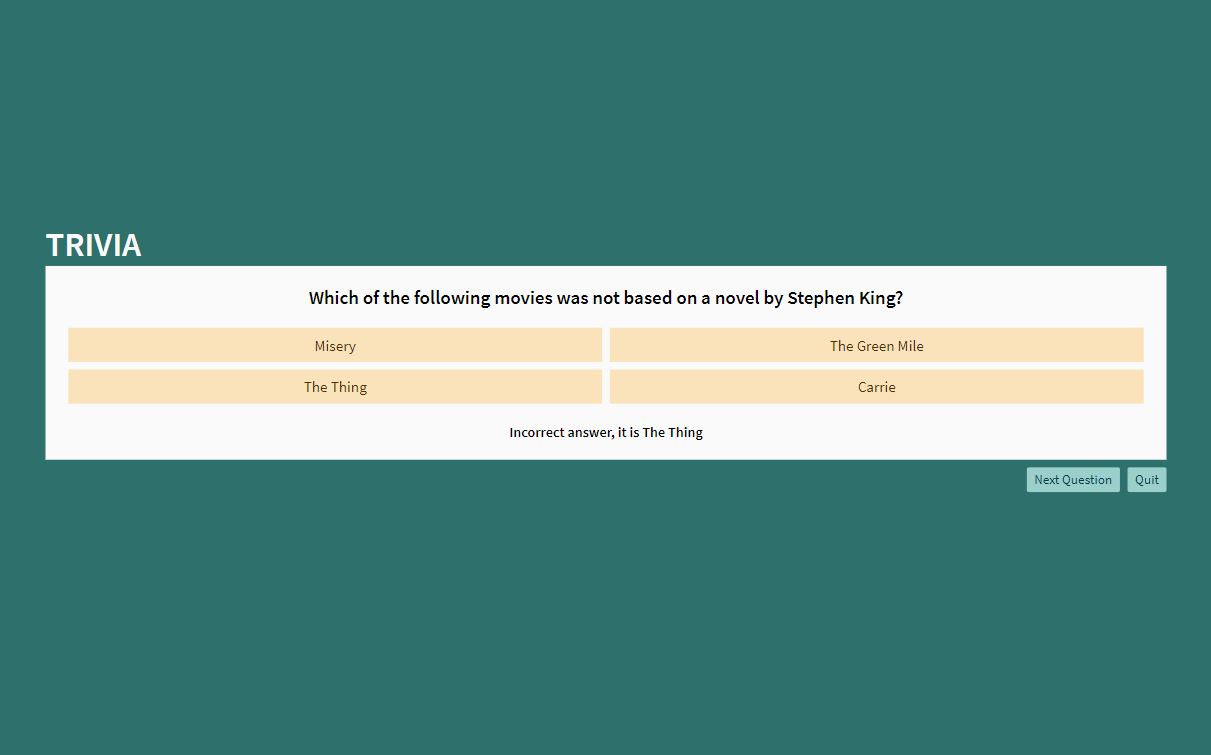 TRIVIA
Which of the following movies was not based on a novel by Stephen King?
Misery
The Green Mile
The Thing
Carrie
Incorrect answer, it is The Thing
Next Question
Quit